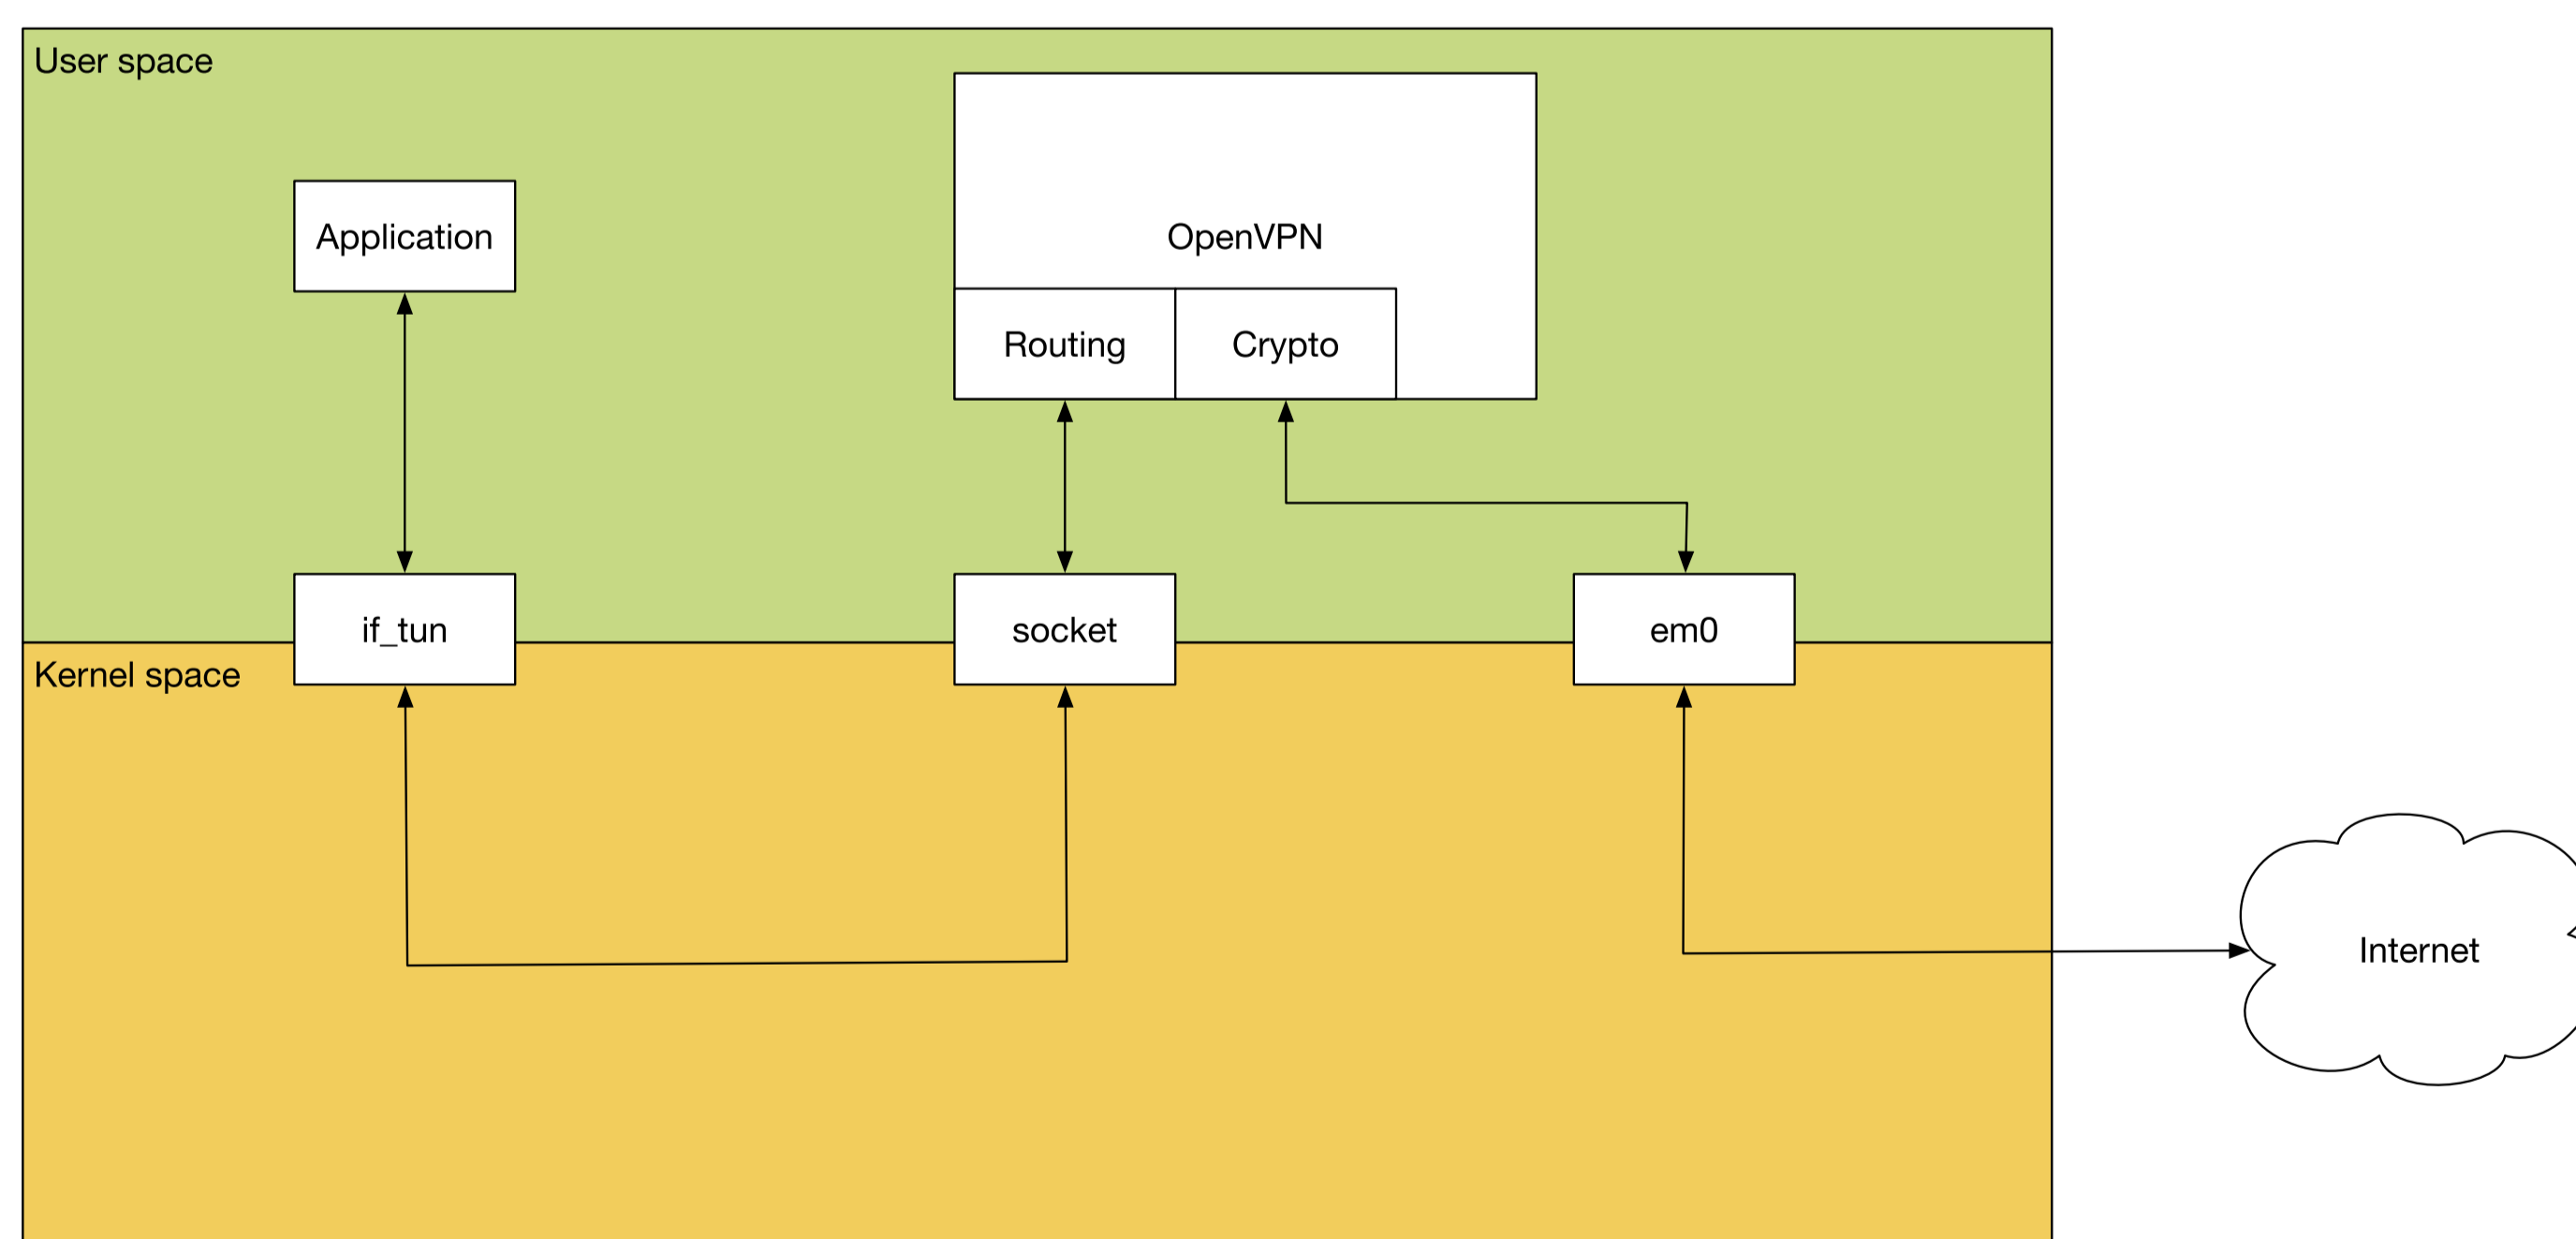 User space
Application
OpenVPN
Routing
Crypto
if_tun
socket
em0
Kernel space
Internet